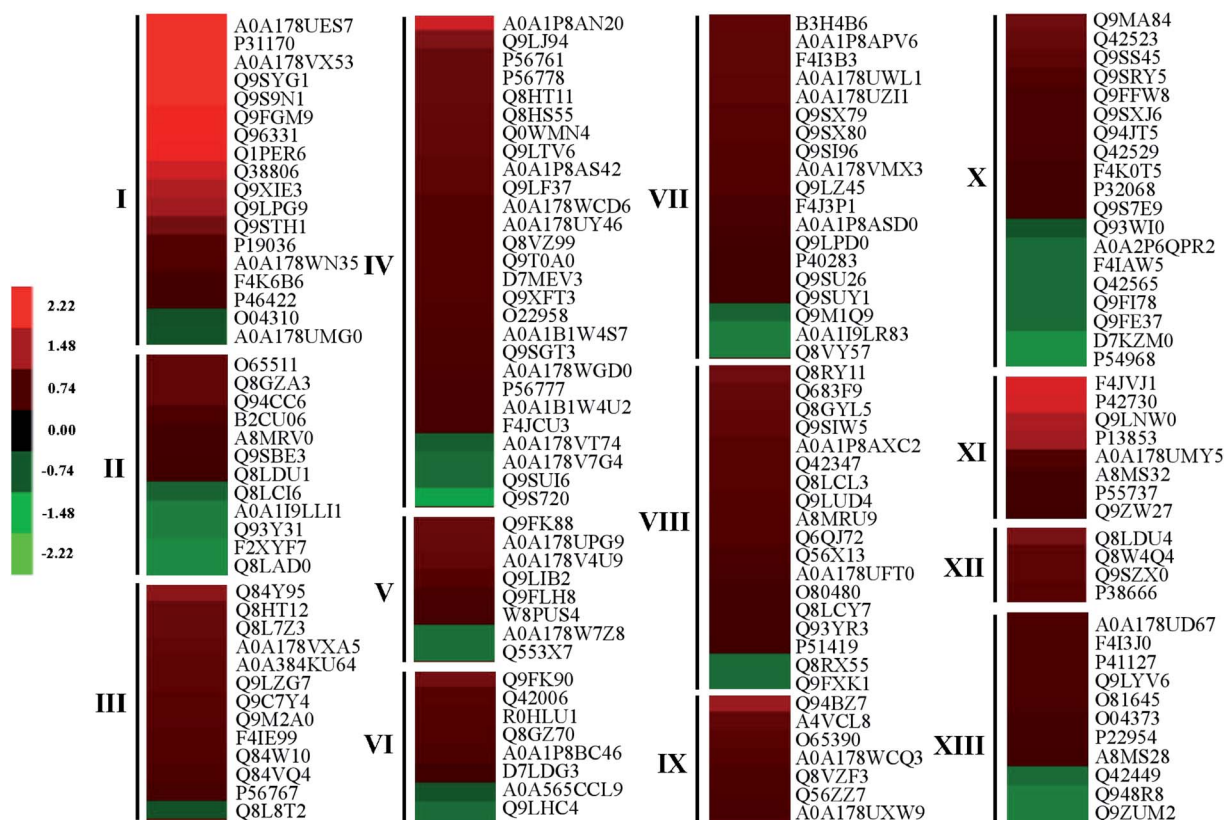 2.22
1.48
0.74
0.00
-0.74
-1.48
-2.22
I
A0A178UES7
P31170
A0A178VX53
Q9SYG1
Q9S9N1
Q9FGM9
Q96331
Q1PER6
Q38806
Q9XIE3
Q9LPG9
Q9STH1
P19036
A0A178WN35
F4K6B6
P46422
O04310
A0A178UMG0
II
O65511
Q8GZA3
Q94CC6
B2CU06
A8MRV0
Q9SBE3
Q8LDU1
Q8LCI6
A0A1I9LLI1
Q93Y31
F2XYF7
Q8LAD0
III
Q84Y95
Q8HT12
Q8L7Z3
A0A178VXA5
A0A384KU64
Q9LZG7
Q9C7Y4
Q9M2A0
F4IE99
Q84W10
Q84VQ4
P56767
Q8L8T2
IV
A0A1P8AN20
Q9LJ94
P56761
P56778
Q8HT11
Q8HS55
Q0WMN4
Q9LTV6
A0A1P8AS42
Q9LF37
A0A178WCD6
A0A178UY46
Q8VZ99
Q9T0A0
D7MEV3
Q9XFT3
O22958
A0A1B1W4S7
Q9SGT3
A0A178WGD0
P56777
A0A1B1W4U2
F4JCU3
A0A178VT74
A0A178V7G4
Q9SUI6
Q9S720
V
Q9FK88
A0A178UPG9
A0A178V4U9
Q9LIB2
Q9FLH8
W8PUS4
A0A178W7Z8
Q553X7
VI
Q9FK90
Q42006
R0HLU1
Q8GZ70
A0A1P8BC46
D7LDG3
A0A565CCL9
Q9LHC4
VII
B3H4B6
A0A1P8APV6
F4I3B3
A0A178UWL1
A0A178UZI1
Q9SX79
Q9SX80
Q9SI96
A0A178VMX3
Q9LZ45
F4J3P1
A0A1P8ASD0
Q9LPD0
P40283
Q9SU26
Q9SUY1
Q9M1Q9
A0A1I9LR83
Q8VY57
VIII
Q8RY11
Q683F9
Q8GYL5
Q9SIW5
A0A1P8AXC2
Q42347
Q8LCL3
Q9LUD4
A8MRU9
Q6QJ72
Q56X13
A0A178UFT0
O80480
Q8LCY7
Q93YR3
P51419
Q8RX55
Q9FXK1
IX
Q94BZ7
A4VCL8
O65390
A0A178WCQ3
Q8VZF3
Q56ZZ7
A0A178UXW9
X
Q9MA84
Q42523
Q9SS45
Q9SRY5
Q9FFW8
Q9SXJ6
Q94JT5
Q42529
F4K0T5
P32068
Q9S7E9
Q93WI0
A0A2P6QPR2
F4IAW5
Q42565
Q9FI78
Q9FE37
D7KZM0
P54968
XI
F4JVJ1
P42730
Q9LNW0
P13853
A0A178UMY5
A8MS32
P55737
Q9ZW27
XII
Q8LDU4
Q8W4Q4
Q9SZX0
P38666
XIII
A0A178UD67
F4I3J0
P41127
Q9LYV6
O81645
O04373
P22954
A8MS28
Q42449
Q948R8
Q9ZUM2